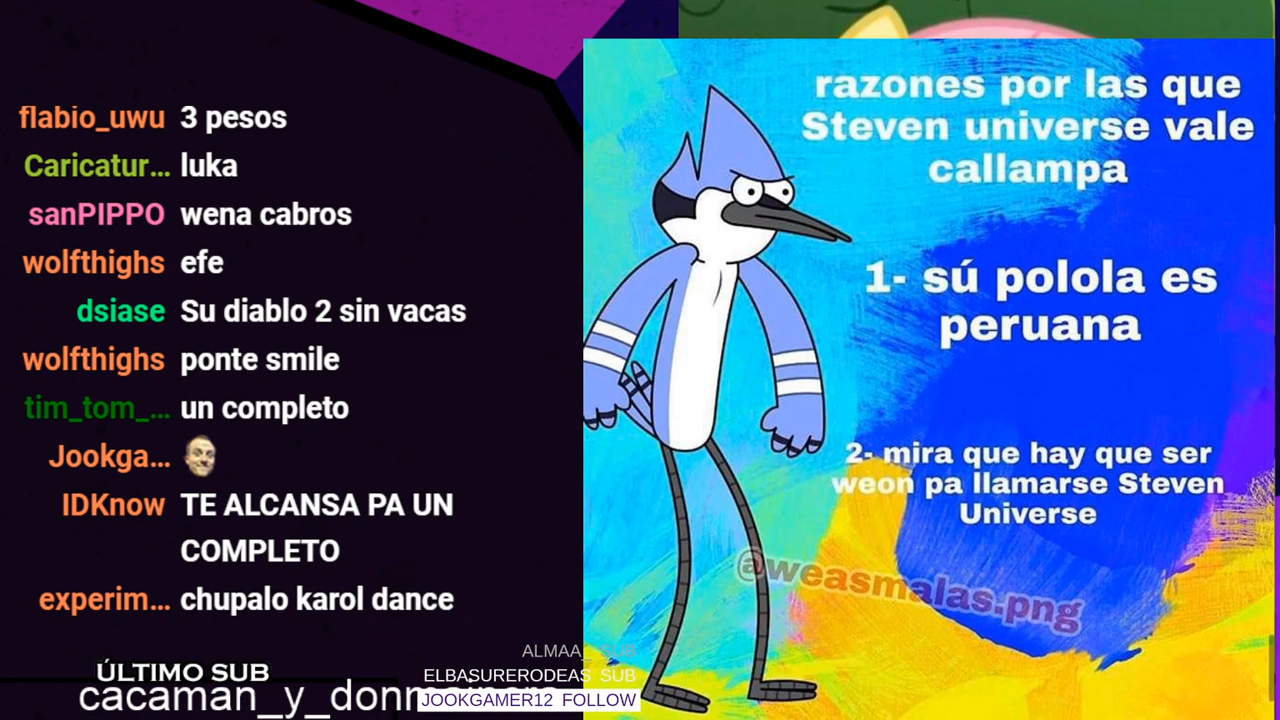 flabio_uwu 3 pesos
Caricatur... luka
sanPIPPO wena cabros
wolfthighs efe
dsiase Su diablo 2 sin vacas
wolfthighs ponte smile
tim_tom_... un completo
Jookga...
IDKnow TE ALCANSA PA UN
COMPLETO
experim... chupalo karol dance
ÚLTIMO SUB
cacaman_y_donn
ALMAA_ SUB
ELBASURERODEAS SUB
JOOKGAMER12 FOLLOW
razones por las que
Steven universe vale
callampa
1- sú polola es
peruana
2- mira que hay que ser
weon pa llamarse Steven
Universe
@weasmalas.png